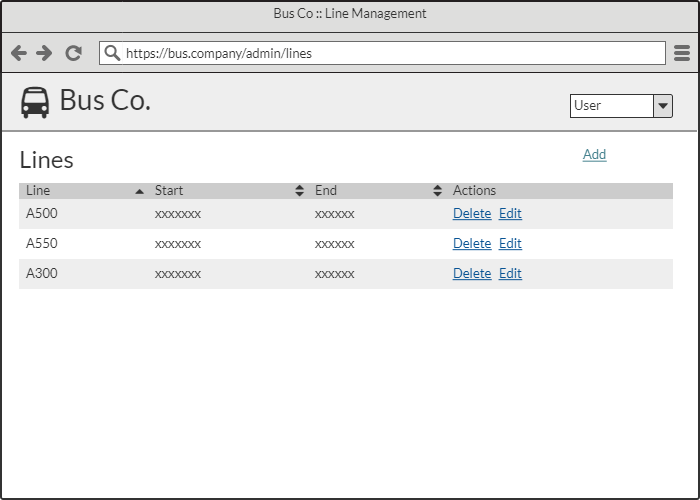 Bus Co :: Line Management
https://bus.company/admin/lines
Bus Co.
User
Lines
Add
Line Start End Actions
A500 xxxxxxx xxxxxx Delete Edit
A550 xxxxxxx xxxxxx Delete Edit
A300 xxxxxxx xxxxxx Delete Edit